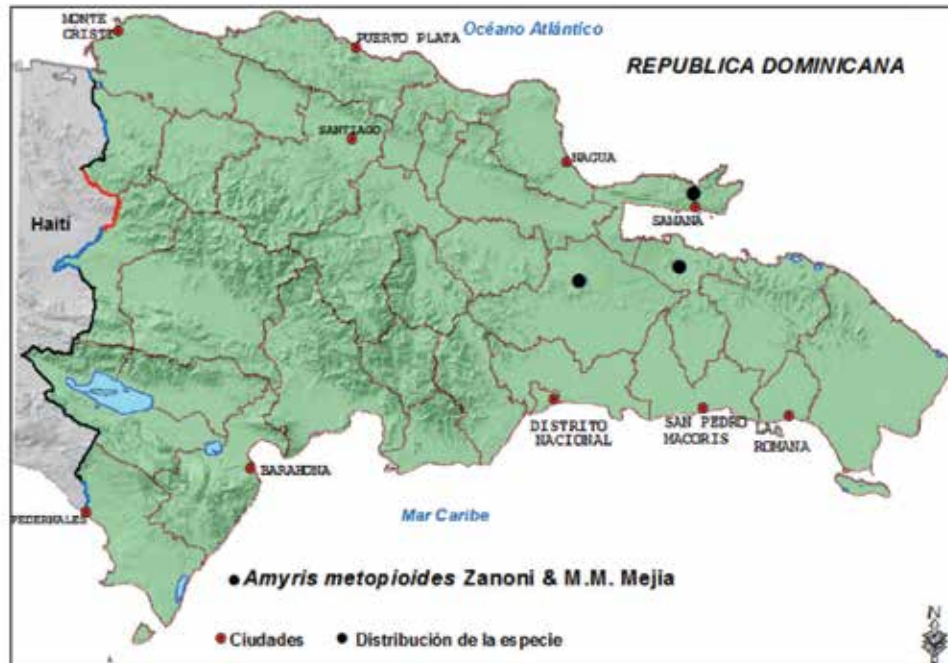 MONTE
CRISTI
PUERTO PLATA
Océano Atlántico
REPUBLICA DOMINICANA
SANTIAGO
NAGUA
SAMANA
Haití
DISTRITO
NACIONAL
SAN PEDRO
MACORIS
LA
ROMANA
BARAHONA
PEDERNALES
Mar Caribe
Amyris metopioides Zanoni & M.M. Mejia
Ciudades
Distribución de la especie
N